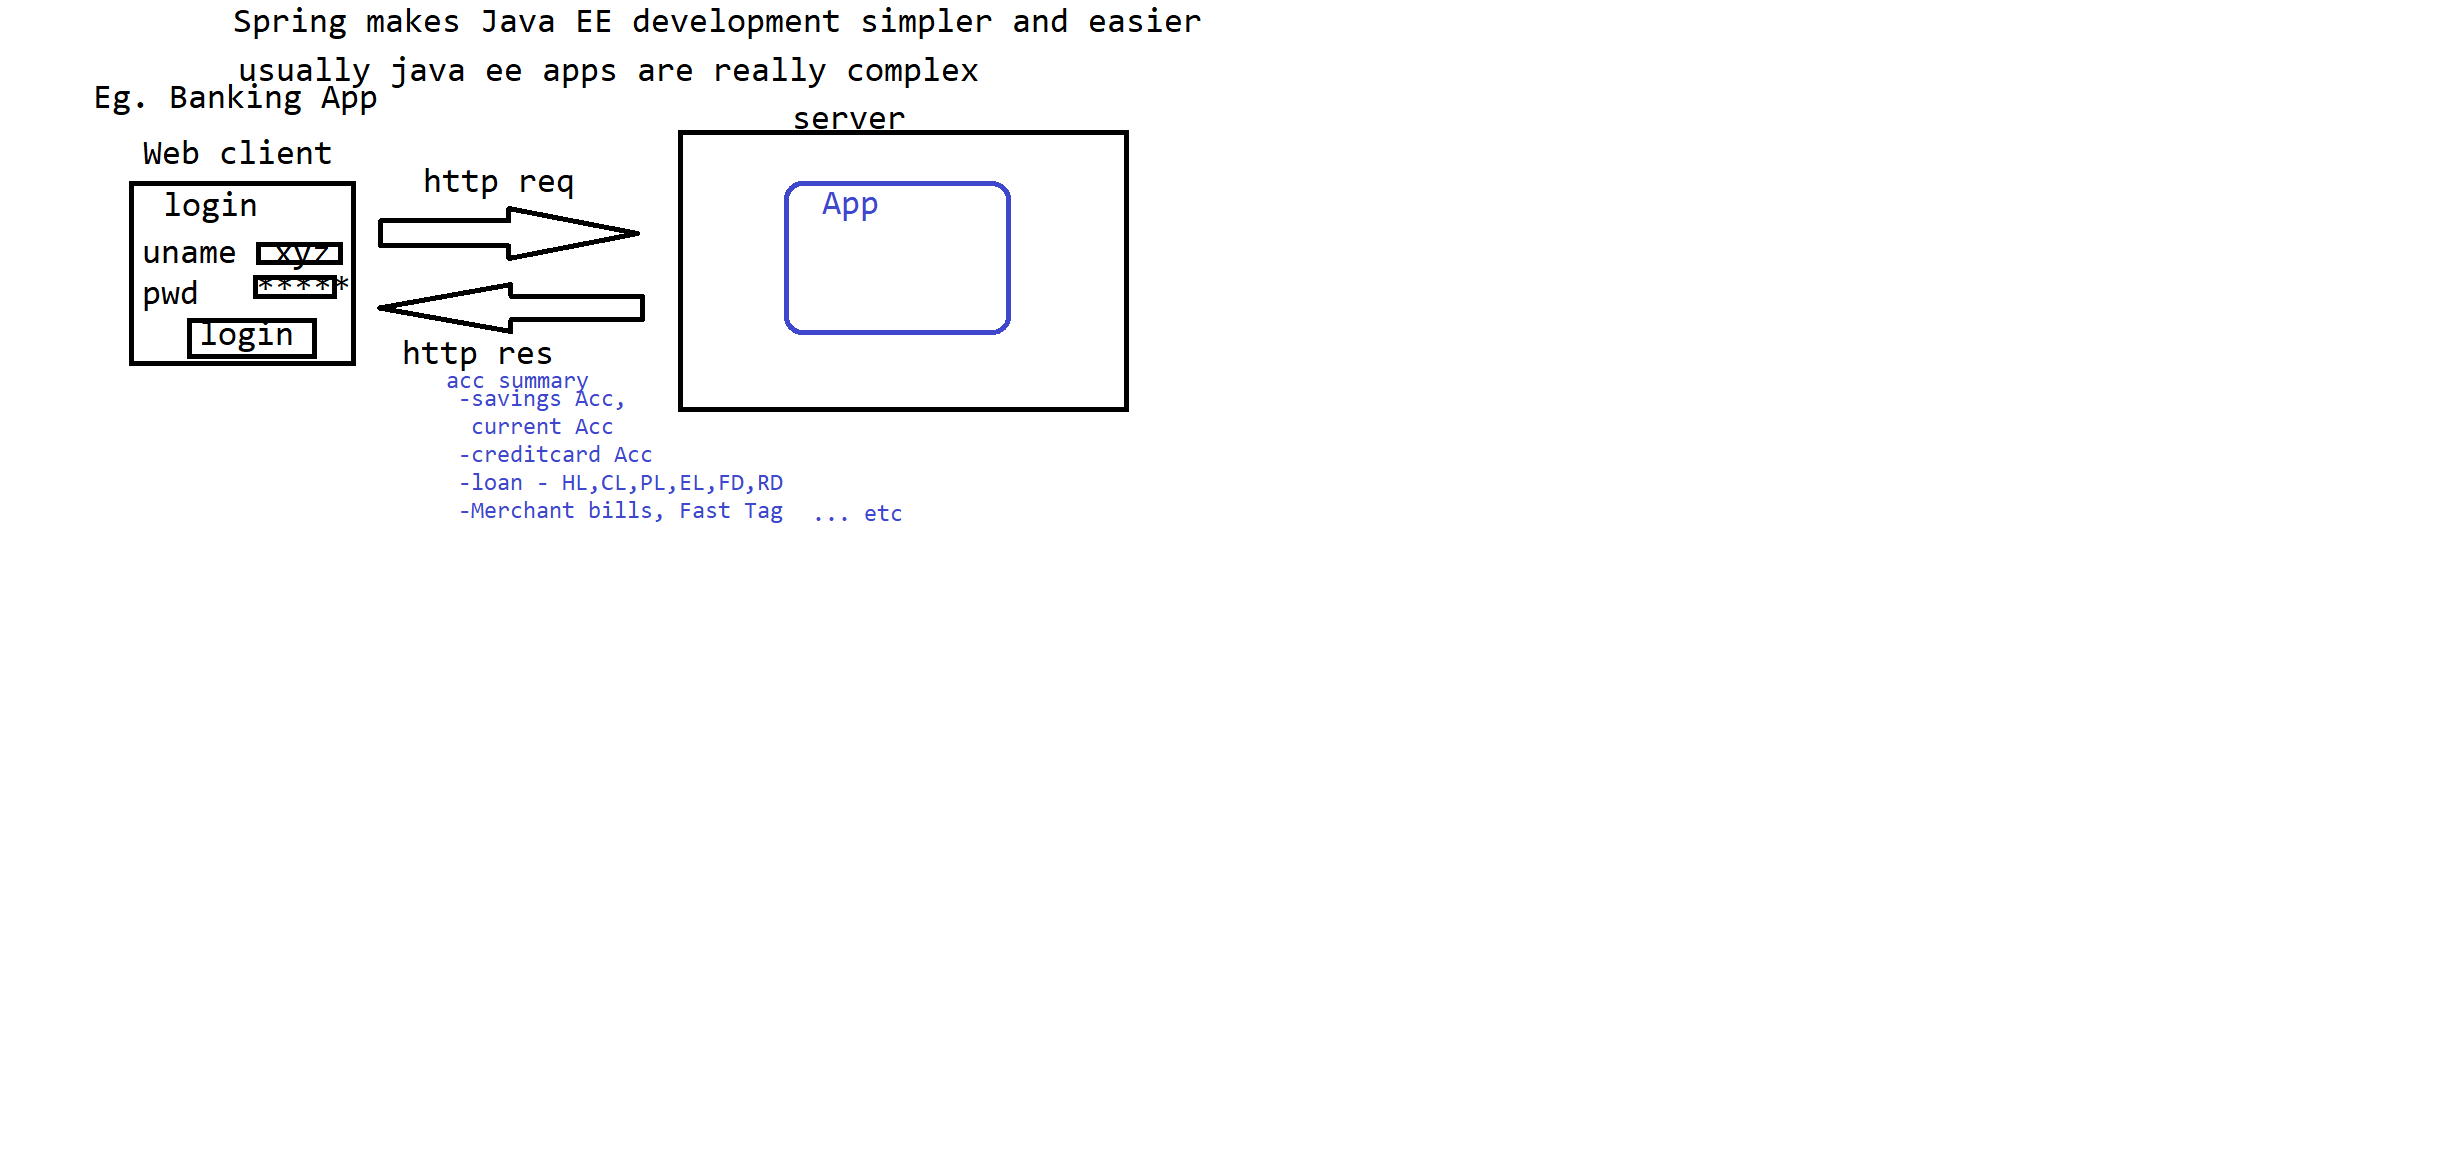 Spring makes Java EE development simpler and easier
usually java ee apps are really complex
Eg. Banking App
server
Web client
http req
login
App
uname xyz
pwd *****
login
http res
acc summary
-savings Acc,
current Acc
-creditcard Acc
-loan - HL,CL,PL,EL,FD,RD
-Merchant bills, Fast Tag ... etc